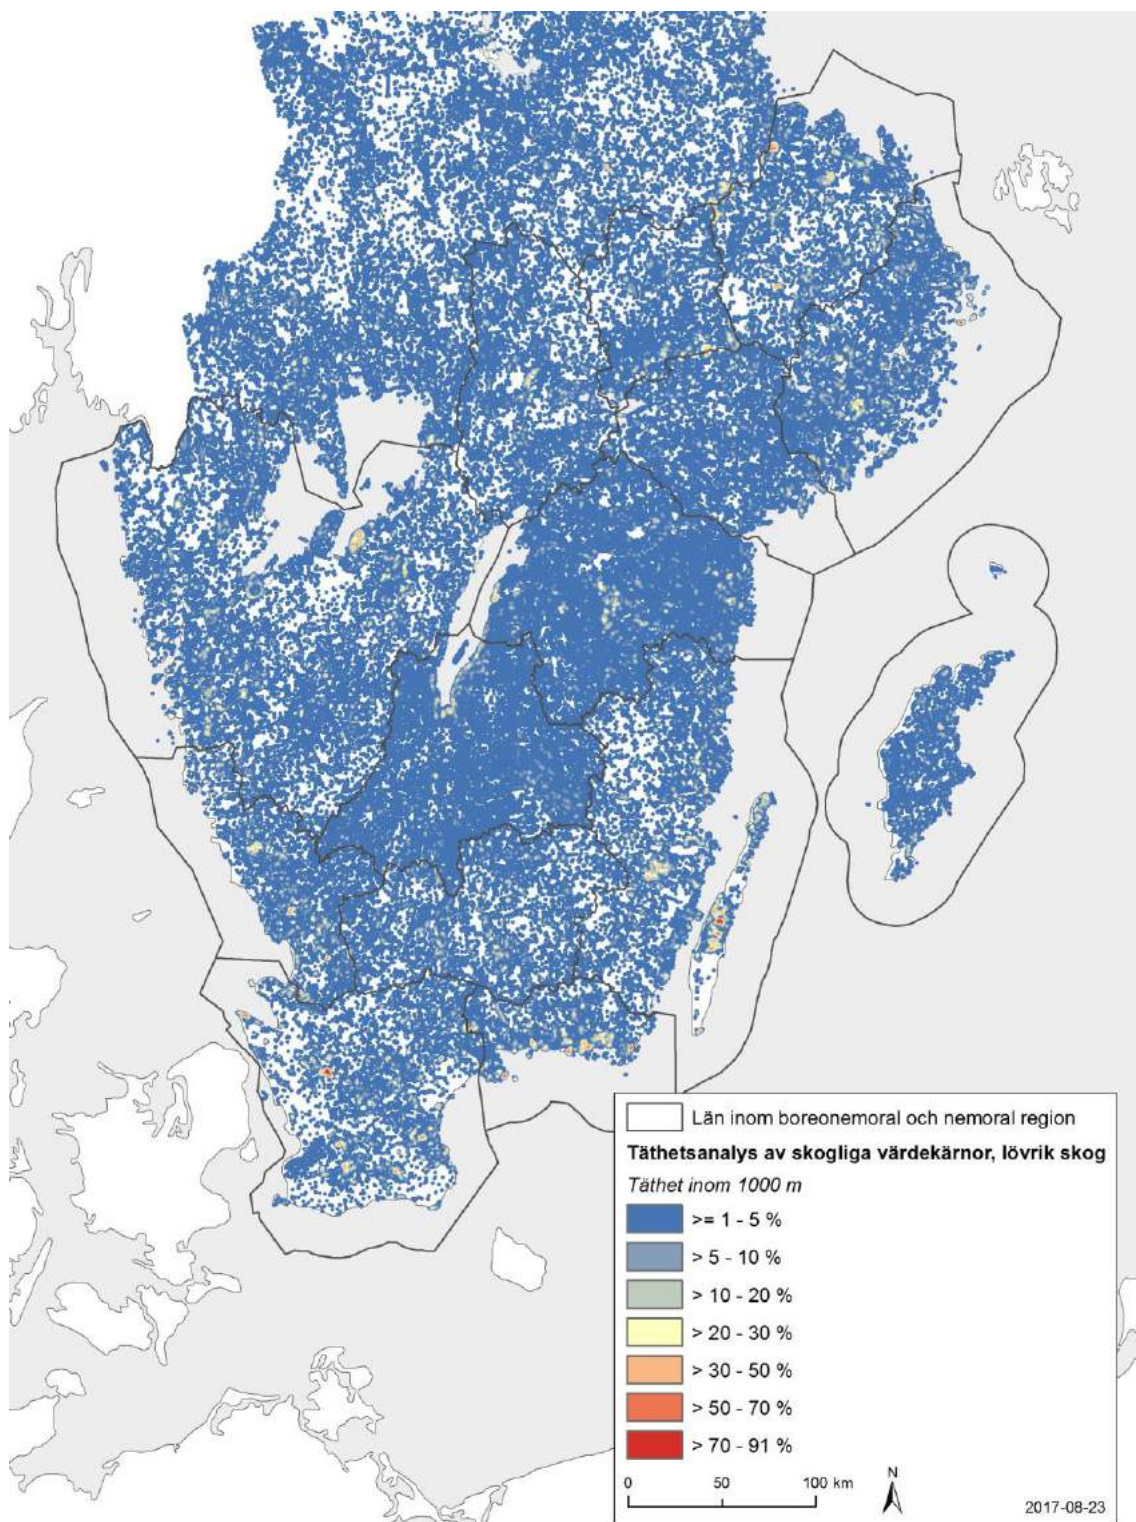 Län inom boreonemoral och nemoral region
Täthetsanalys av skogliga värdekärnor, lövrik skog
Täthet inom 1000 m
>= 1 - 5 %
> 5 - 10 %
> 10 - 20 %
> 20 - 30 %
> 30 - 50 %
> 50 - 70 %
> 70 - 91 %
0 50 100 km
N
2017-08-23